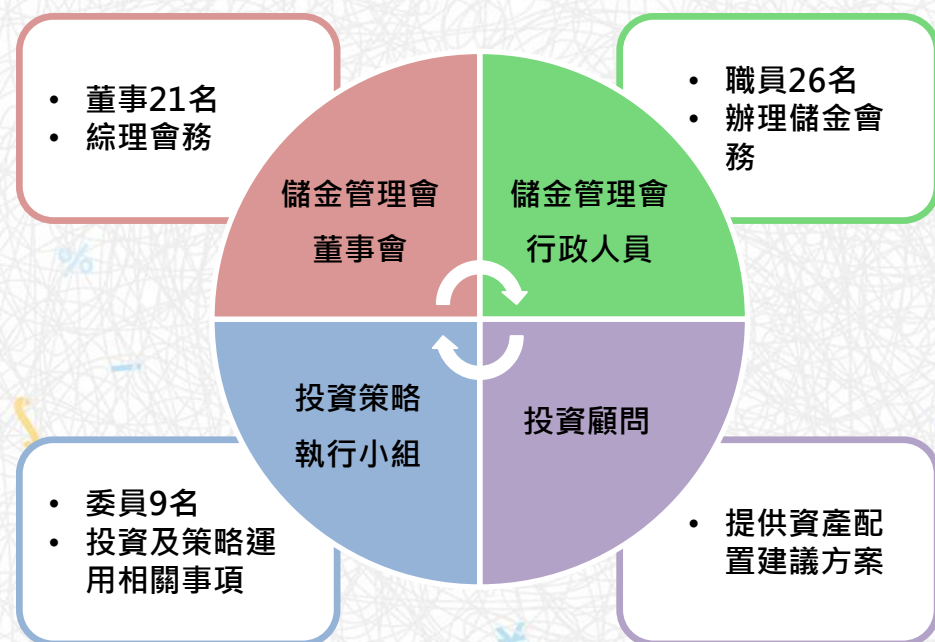 • 董事21名
• 綜理會務
儲金管理會
董事會
• 職員26名
• 辦理儲金會
務
儲金管理會
行政人員
投資策略
執行小組
• 委員9名
• 投資及策略運
用相關事項
投資顧問
• 提供資產配
置建議方案
%